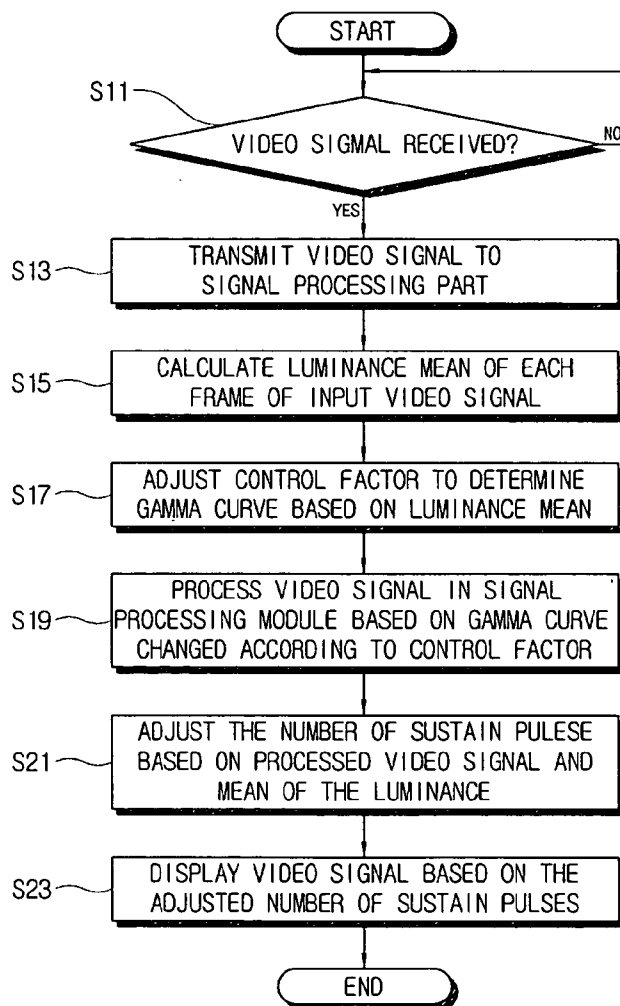 START
S11
VIDEO SIGMAL RECEIVED?
NO
YES
S13
TRANSMIT VIDEO SIGNAL TO
SIGNAL PROCESSING PART
S15
CALCULATE LUMINANCE MEAN OF EACH
FRAME OF INPUT VIDEO SIGNAL
S17
ADJUST CONTROL FACTOR TO DETERMINE
GAMMA CURVE BASED ON LUMINANCE MEAN
S19
PROCESS VIDEO SIGNAL IN SIGNAL
PROCESSING MODULE BASED ON GAMMA CURVE
CHANGED ACCORDING TO CONTROL FACTOR
S21
ADJUST THE NUMBER OF SUSTAIN PULESE
BASED ON PROCESSED VIDEO SIGNAL AND
MEAN OF THE LUMINANCE
S23
DISPLAY VIDEO SIGNAL BASED ON THE
ADJUSTED NUMBER OF SUSTAIN PULSES
END